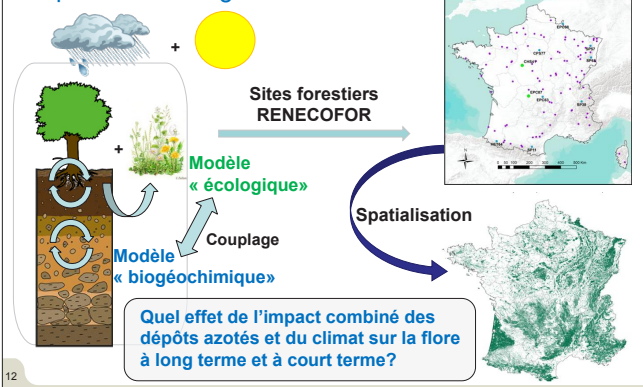 +
Sites forestiers
RENECOFOR
+
Modèle
« écologique»
Spatialisation
Couplage
Modèle
« biogéochimique»
Quel effet de l'impact combiné des
dépôts azotés et du climat sur la flore
à long terme et à court terme?
12